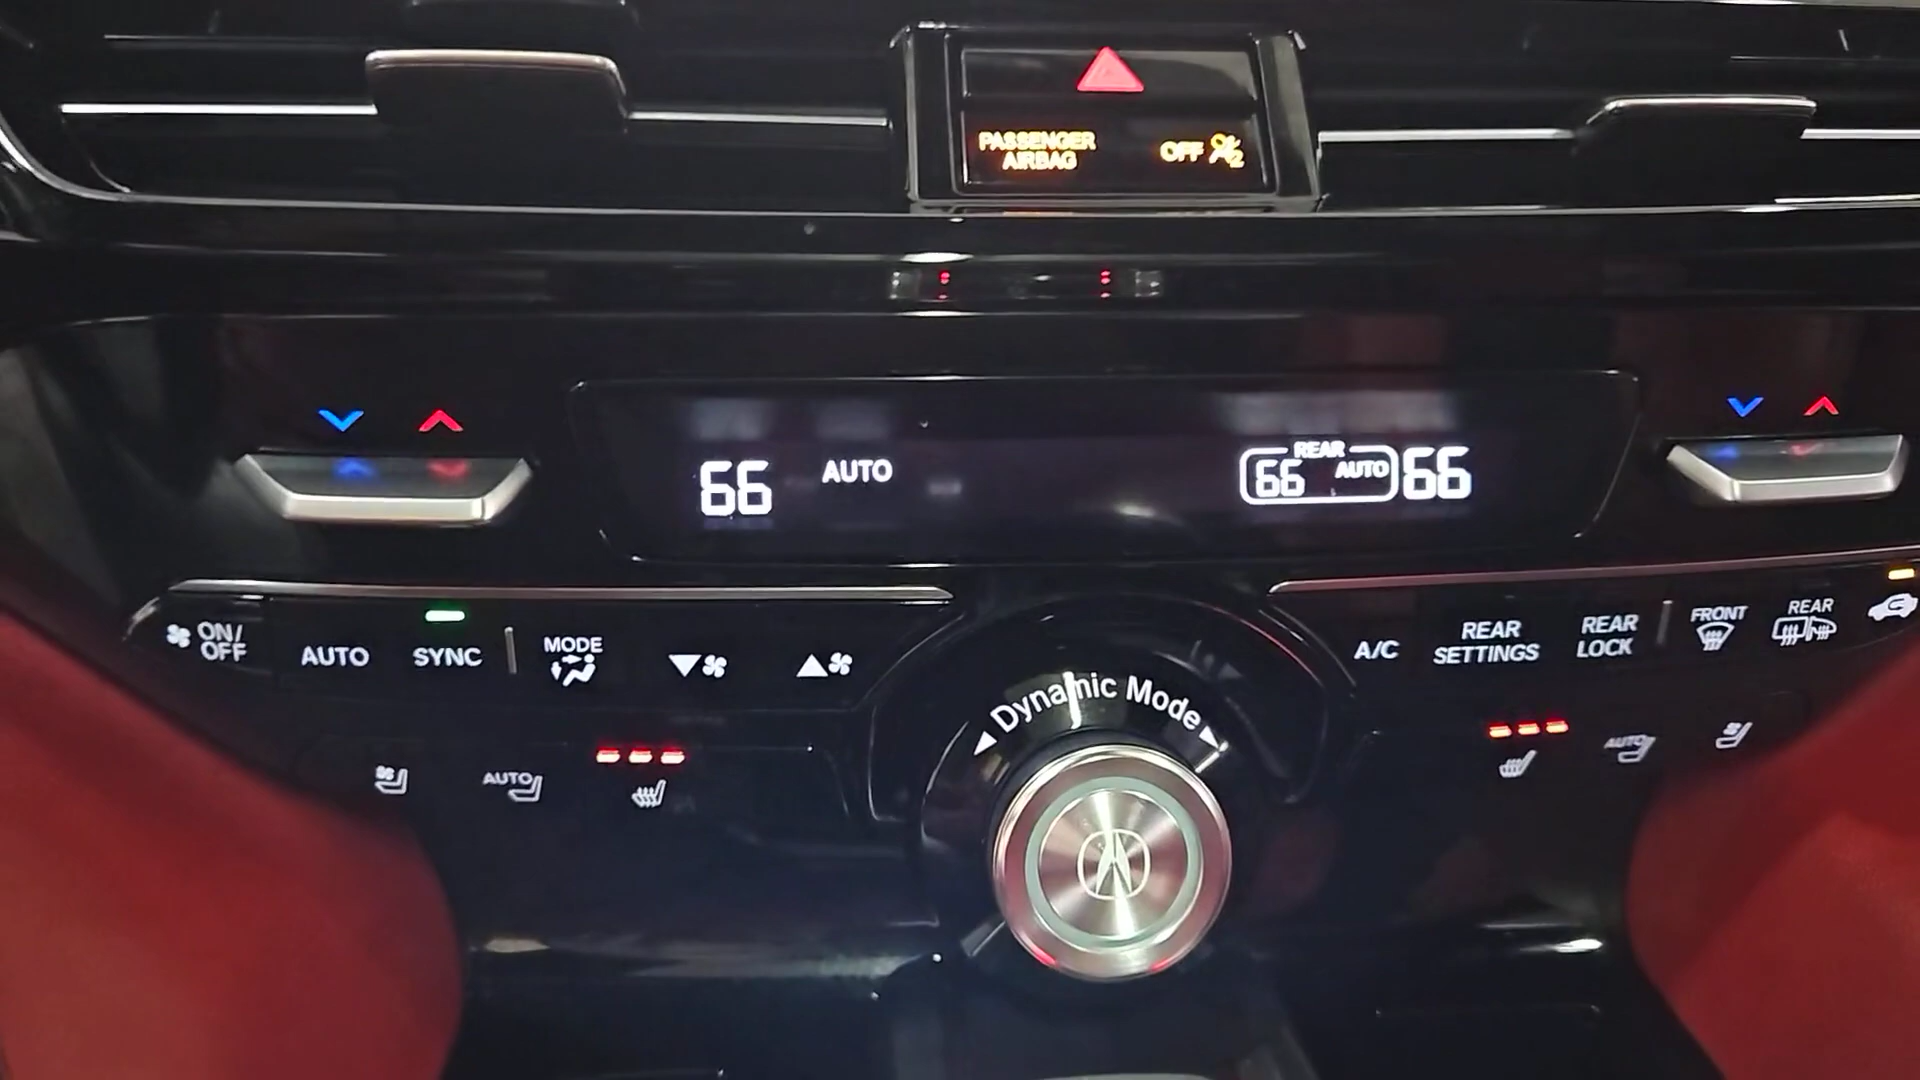 PASSENGER
AIRBAG
OFF
2
66 AUTO
REAR
66 AUTO 66
ON/
OFF
AUTO
SYNC
MODE
A/C
REAR
SETTINGS
REAR
LOCK
FRONT
REAR
Dynamic Mode
AUTO
AUTO